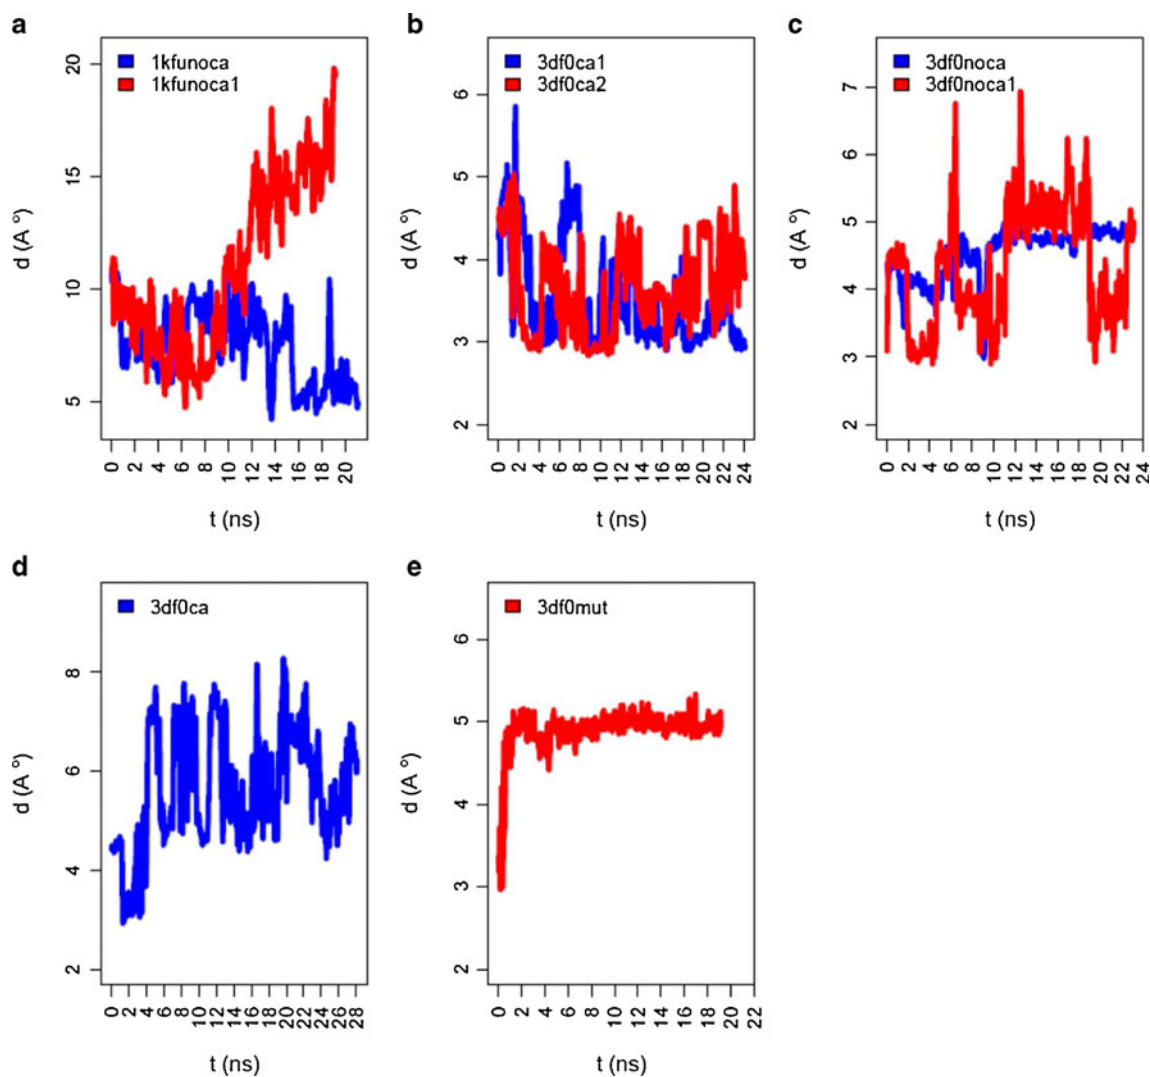 a
1kfunoca
1kfunoca1
d (A °)
20
15
10
5
0 2 4 6 8 10 12 14 16 18 20
t (ns)
b
3df0ca1
3df0ca2
d (A °)
6
5
4
3
2
0 2 4 6 8 10 12 14 16 18 20 22 24
t (ns)
c
3df0noca
3df0noca1
d (A °)
7
6
5
4
3
2
0 2 4 6 8 10 12 14 16 18 20 22 24
t (ns)
d
3df0ca
d (A °)
8
6
4
2
0 2 4 6 8 10 12 14 16 18 20 22 24 26 28
t (ns)
e
3df0mut
d (A °)
6
5
4
3
2
0 2 4 6 8 10 12 14 16 18 20 22
t (ns)